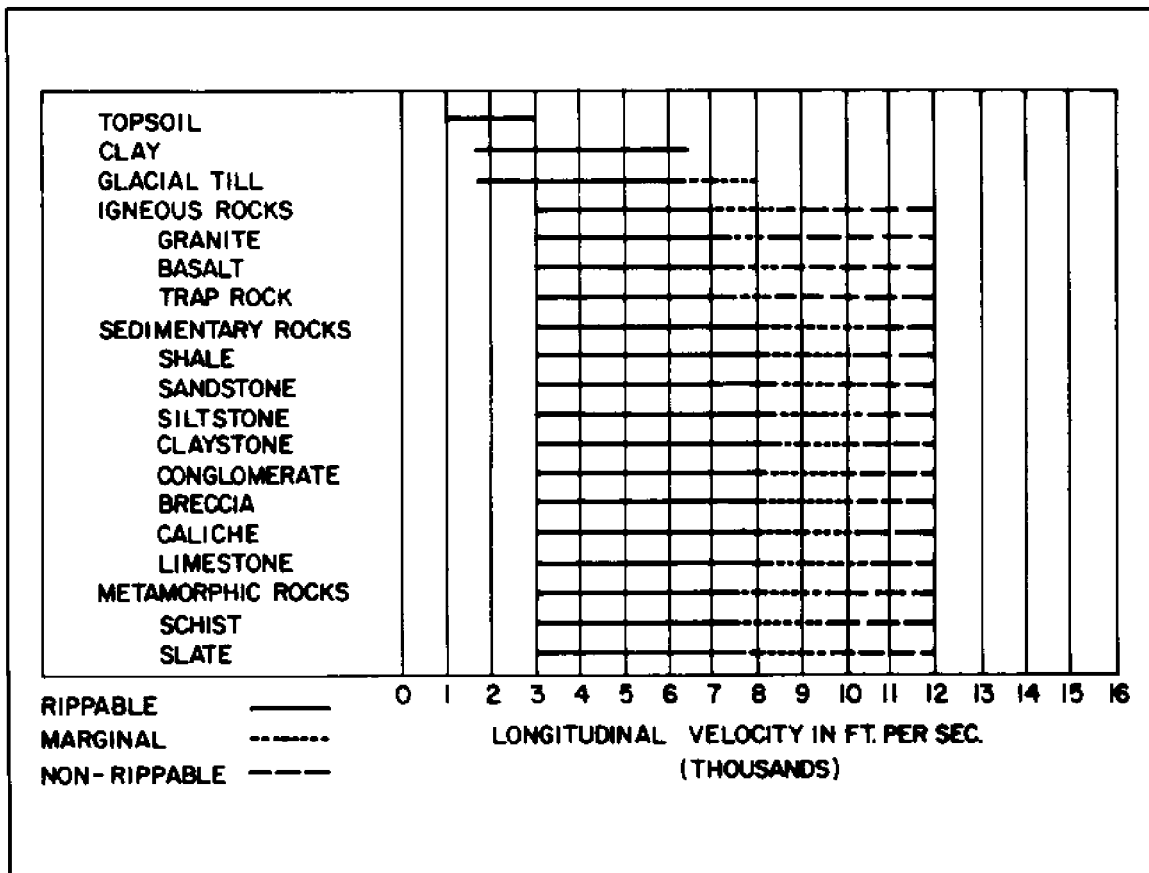 TOPSOIL
CLAY
GLACIAL TILL
IGNEOUS ROCKS
GRANITE
BASALT
TRAP ROCK
SEDIMENTARY ROCKS
SHALE
SANDSTONE
SILTSTONE
CLAYSTONE
CONGLOMERATE
BRECCIA
CALICHE
LIMESTONE
METAMORPHIC ROCKS
SCHIST
SLATE
0 1 2 3 4 5 6 7 8 9 10 11 12 13 14 15 16
RIPPABLE
MARGINAL
NON-RIPPABLE
LONGITUDINAL VELOCITY IN FT. PER SEC.
(THOUSANDS)